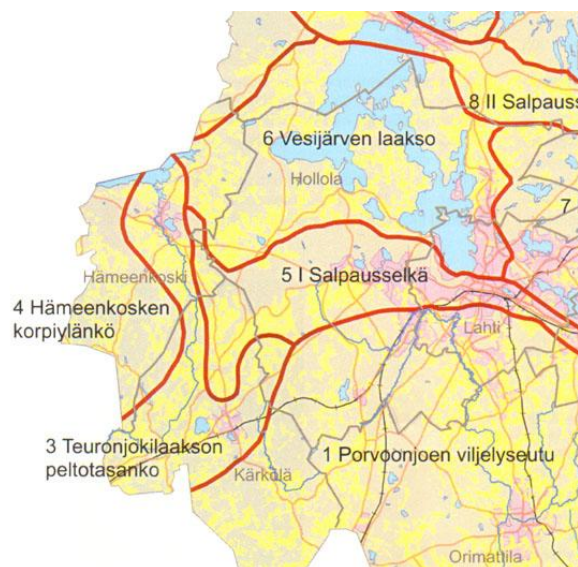 8 II Salpauss
6 Vesijärven laakso
Hollola
7
Hämeenkoski
5 I Salpausselkä
4 Hämeenkosken
korpiylänkö
Lahti
3 Teuronjokilaakson
peltotasanko
1 Porvoonjoen viljelyseutu
Kärkölä
Orimattila